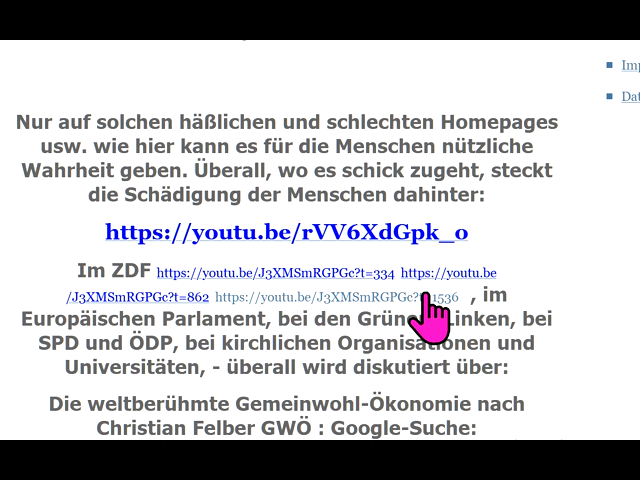 Imp
Dat
Nur auf solchen häßlichen und schlechten Homepages
usw. wie hier kann es für die Menschen nützliche
Wahrheit geben. Überall, wo es schick zugeht, steckt
die Schädigung der Menschen dahinter:
https://youtu.be/rVV6XdGpk_o
Im ZDF https://youtu.be/J3XMSmRGPGc?t=334 https://youtu.be
/J3XMSmRGPGc?t=862 https://youtu.be/J3XMSmRGPGc? 1536 , im
Europäischen Parlament, bei den Grünen Linken, bei
SPD und ÖDP, bei kirchlichen Organisationen und
Universitäten, - überall wird diskutiert über:
Die weltberühmte Gemeinwohl-Ökonomie nach
Christian Felber GWÖ : Google-Suche: